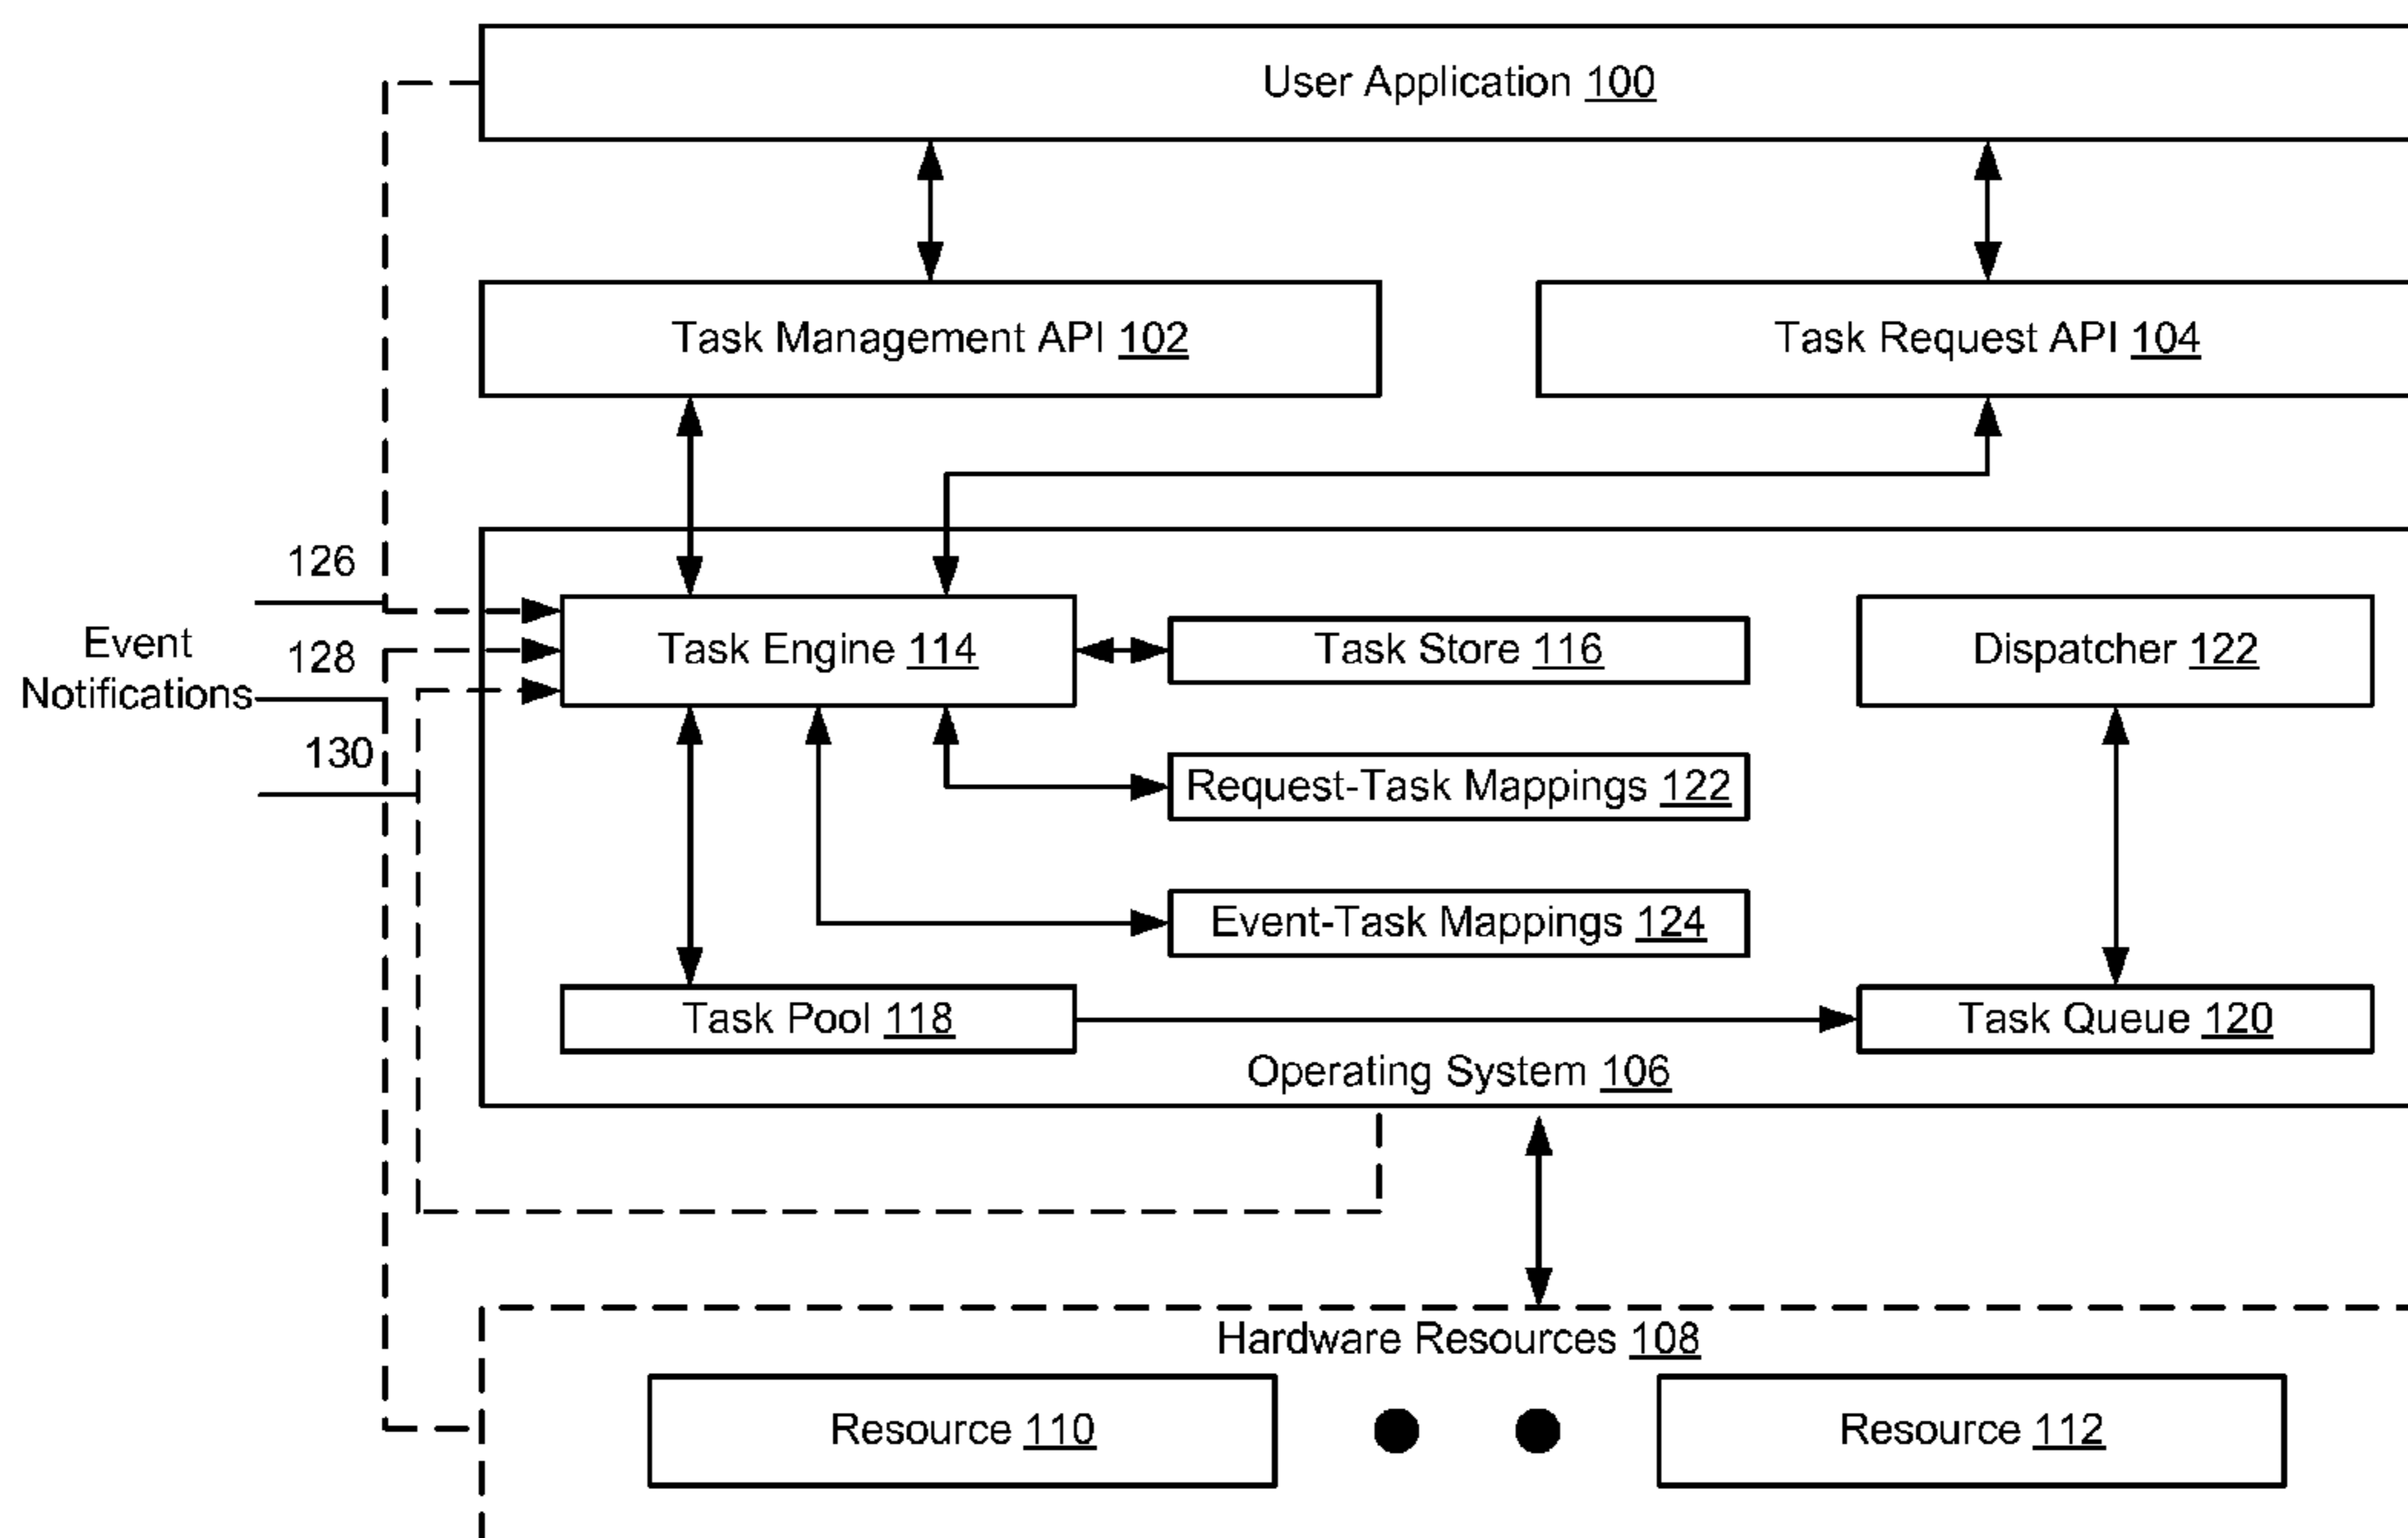 User Application 100
Task Management API 102
Task Request API 104
126
Event
Notifications
128
130
Task Engine 114
Task Store 116
Dispatcher 122
Request-Task Mappings 122
Event-Task Mappings 124
Task Pool 118
Task Queue 120
Operating System 106
Hardware Resources 108
Resource 110
Resource 112